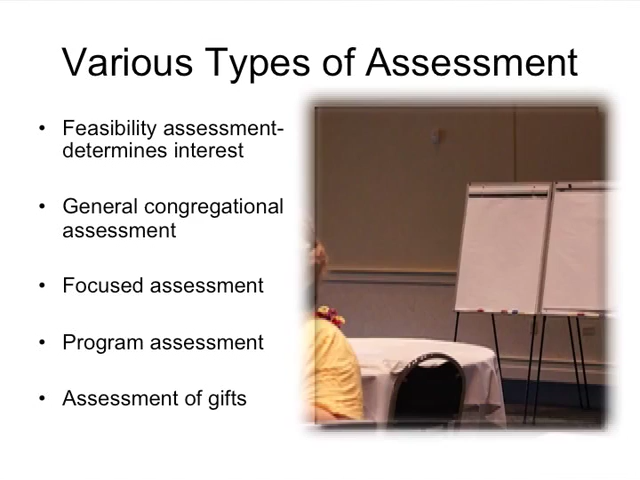 Various Types of Assessment
• Feasibility assessment-
determines interest
• General congregational
assessment
• Focused assessment
• Program assessment
• Assessment of gifts